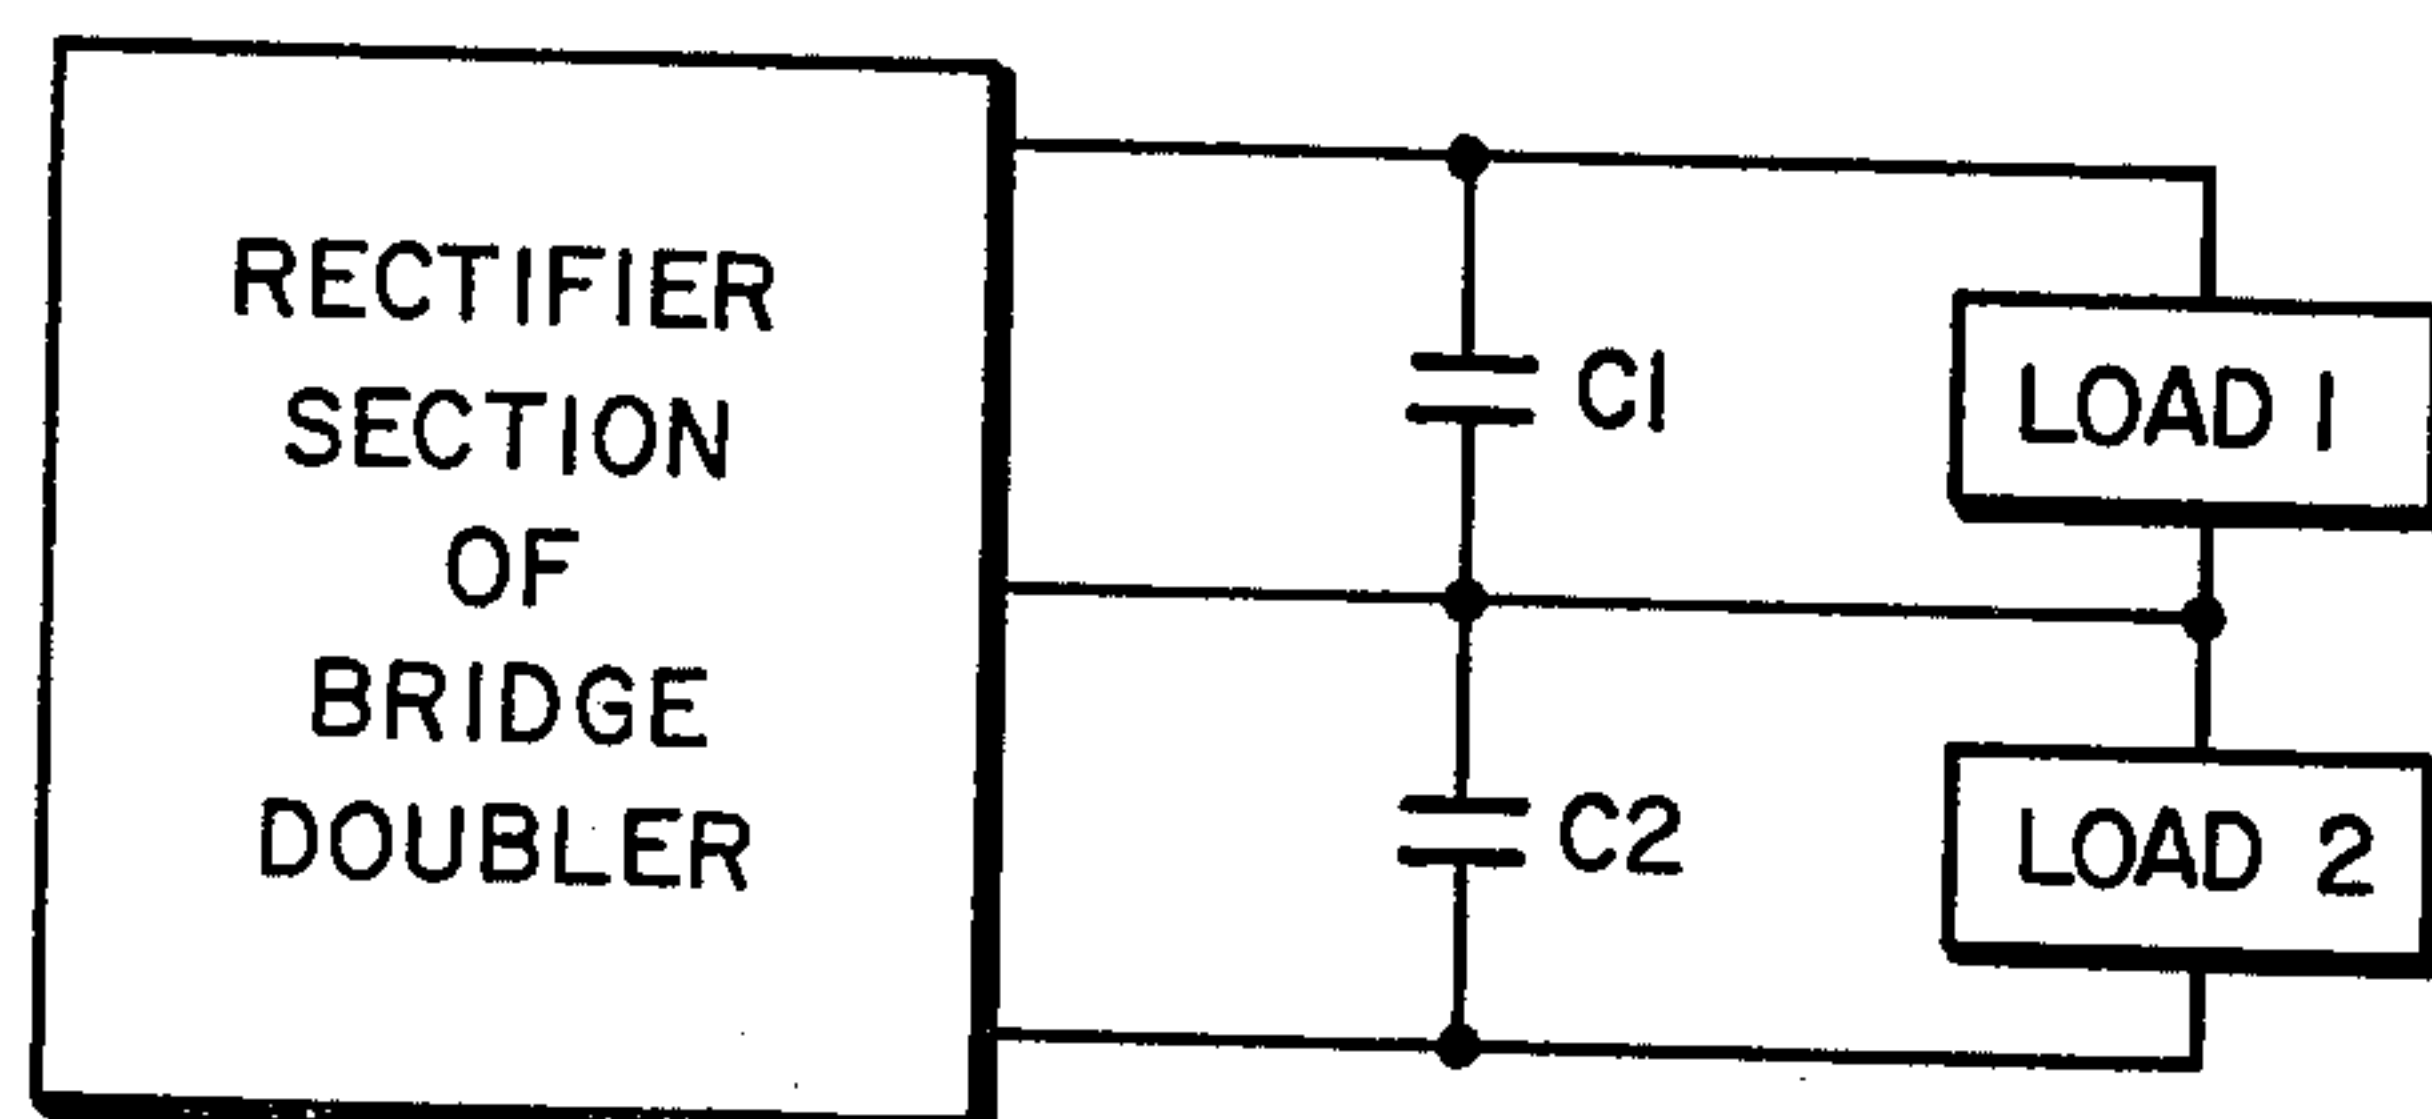 RECTIFIER
SECTION
OF
BRIDGE
DOUBLER
C1
LOAD 1
C2
LOAD 2